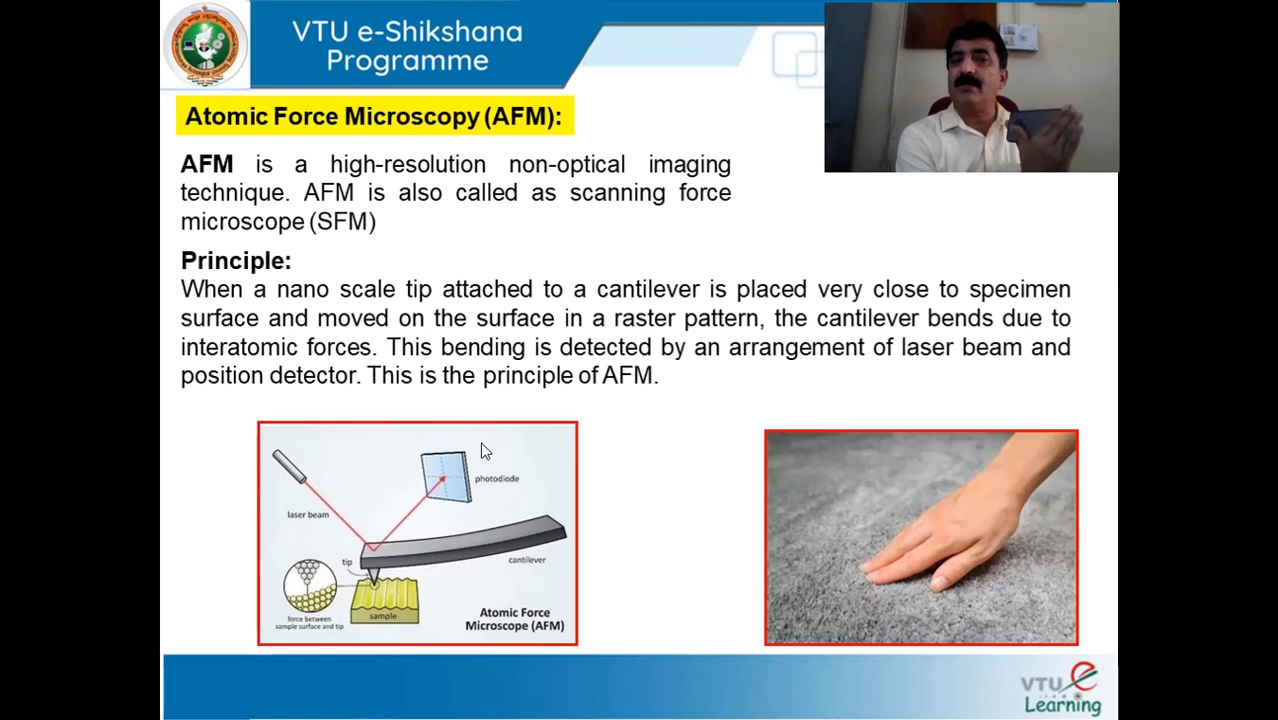 VTU e-Shikshana
Programme
Atomic Force Microscopy (AFM):
AFM is a high-resolution non-optical imaging
technique. AFM is also called as scanning force
microscope (SFM)
Principle:
When a nano scale tip attached to a cantilever is placed very close to specimen
surface and moved on the surface in a raster pattern, the cantilever bends due to
interatomic forces. This bending is detected by an arrangement of laser beam and
position detector. This is the principle of AFM.
photodiode
laser beam
tip
cantilever
force between
sample surface and tip
sample
Atomic Force
Microscope (AFM)
VTU e
Learning